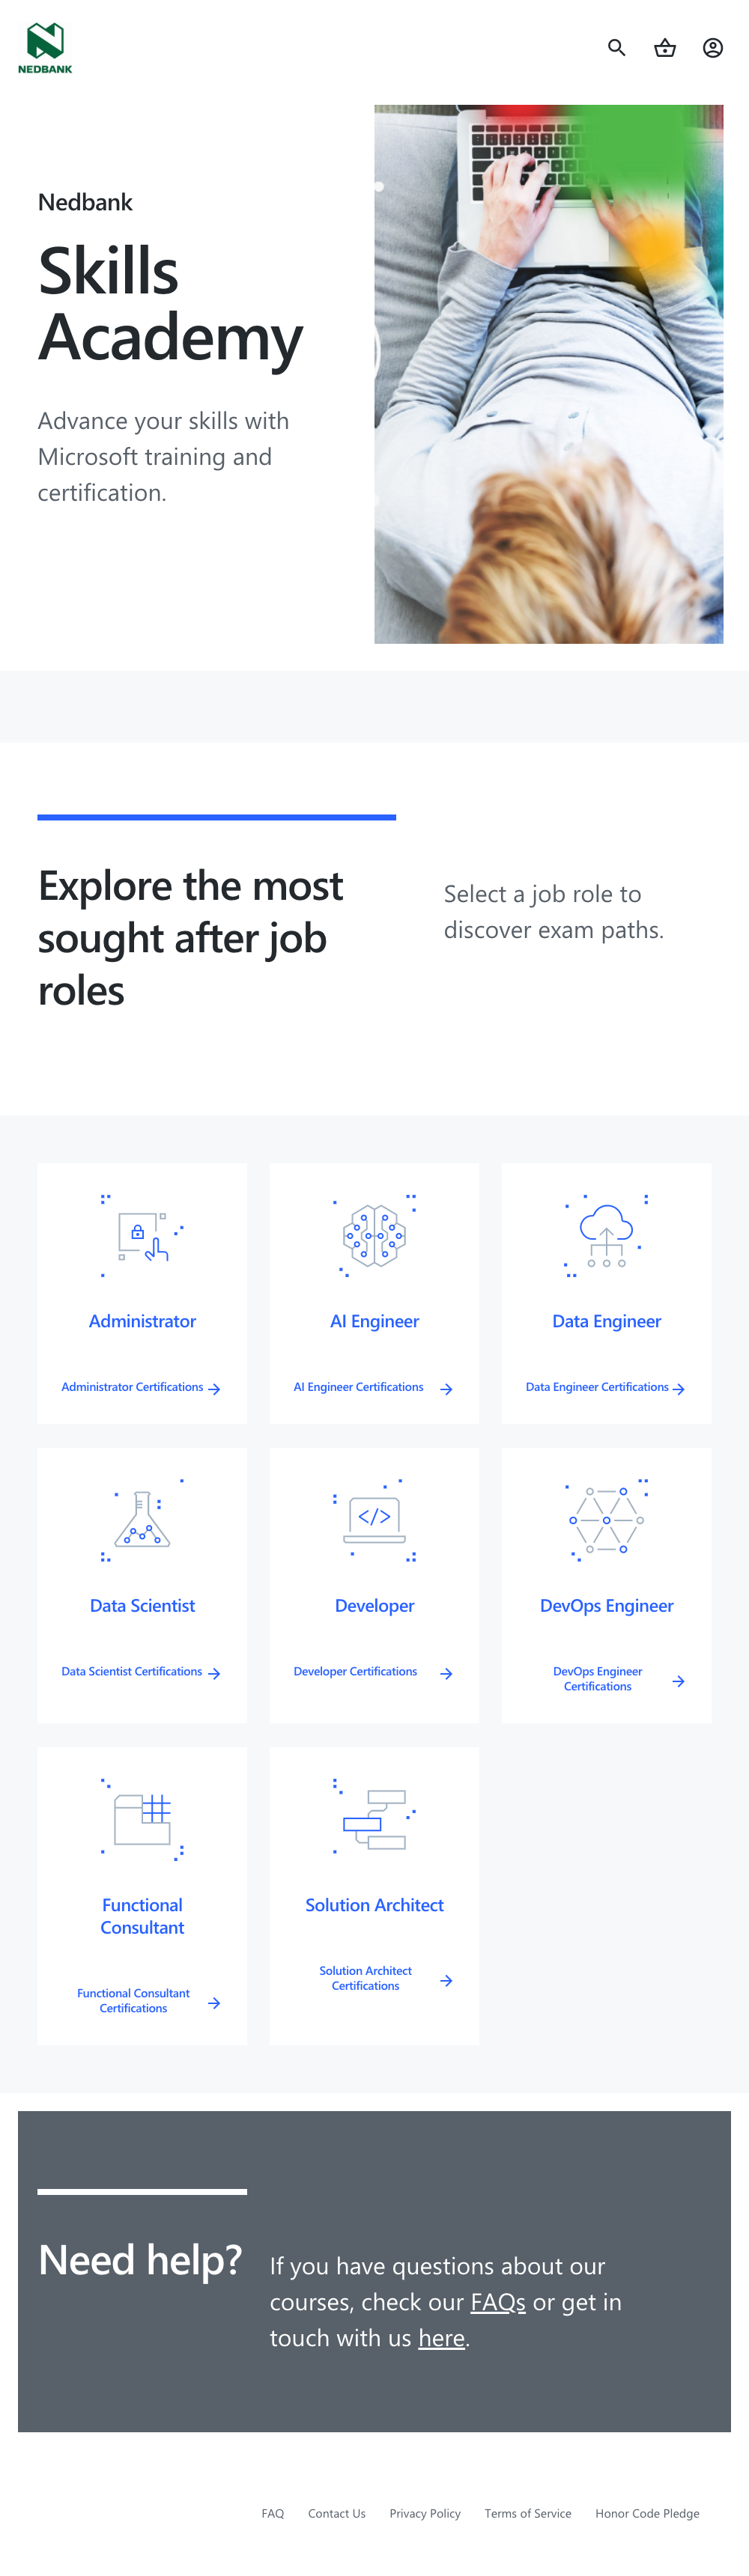 NEDBANK
Nedbank
Skills
Academy
Advance your skills with
Microsoft training and
certification.
Explore the most
sought after job
roles
Select a job role to
discover exam paths.
Administrator
Administrator Certifications
AI Engineer
AI Engineer Certifications
Data Engineer
Data Engineer Certifications
Data Scientist
Data Scientist Certifications
</>
Developer
Developer Certifications
DevOps Engineer
DevOps Engineer
Certifications
Functional
Consultant
Functional Consultant
Certifications
Solution Architect
Solution Architect
Certifications
Need help?
If you have questions about our
courses, check our FAQs or get in
touch with us here.
FAQ
Contact Us
Privacy Policy
Terms of Service
Honor Code Pledge